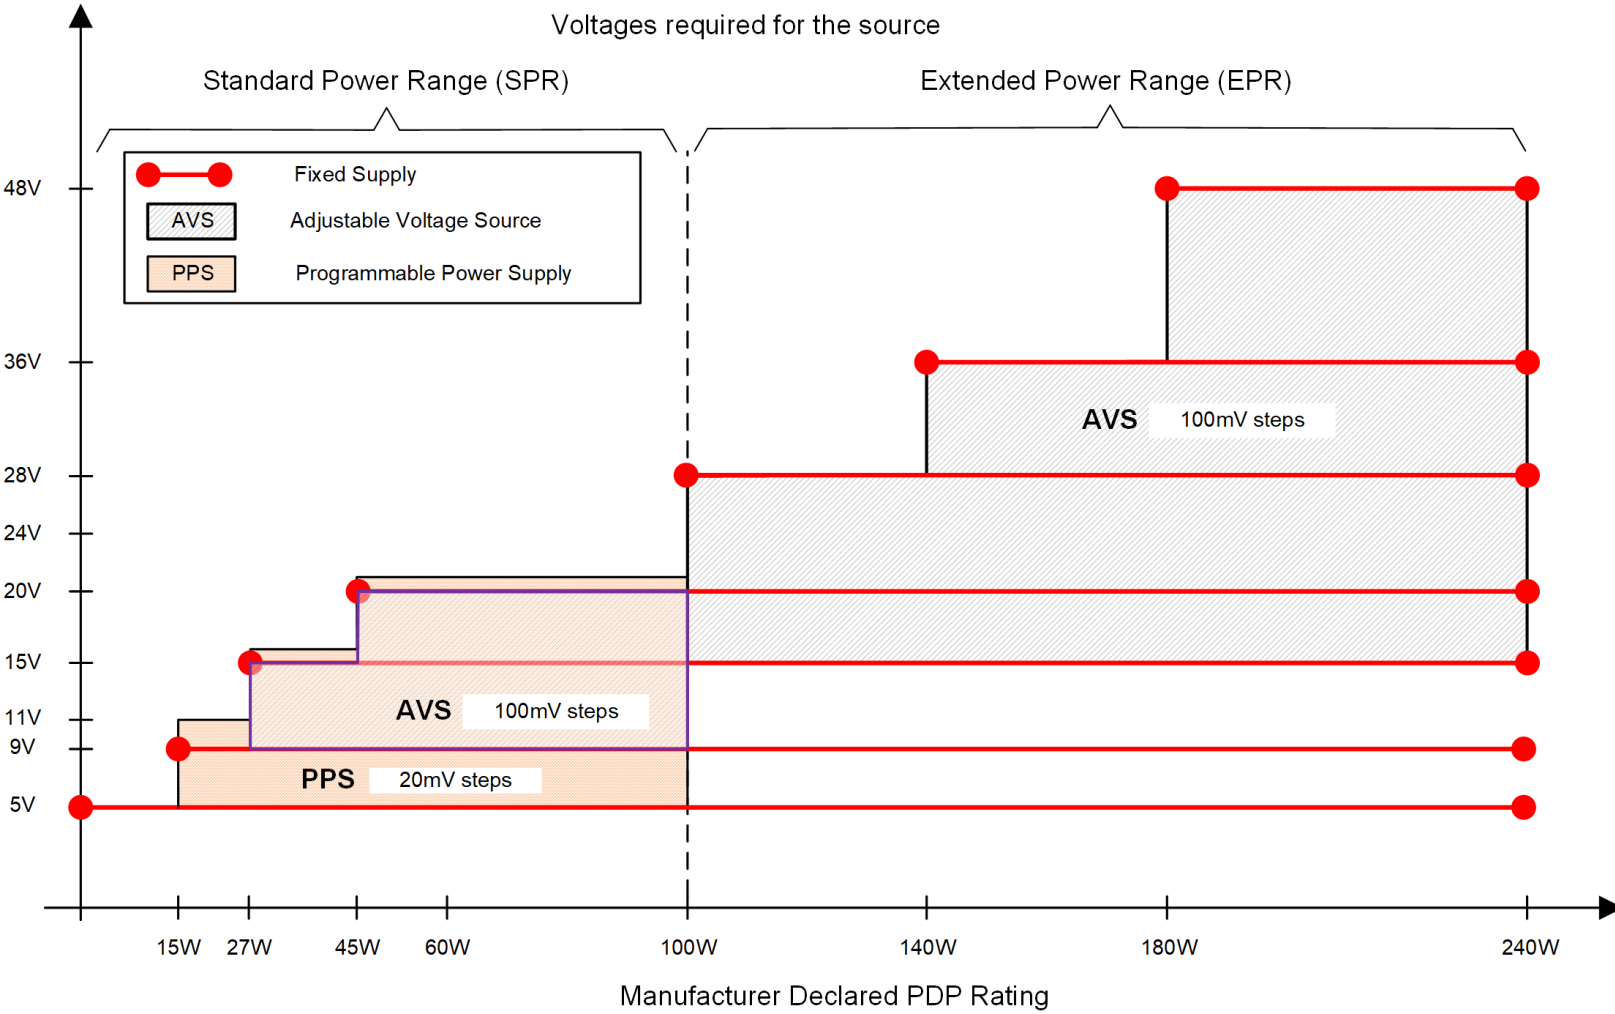 Voltages required for the source
Standard Power Range (SPR)
Extended Power Range (EPR)
Fixed Supply
AVS Adjustable Voltage Source
PPS Programmable Power Supply
48V
36V
AVS 100mV steps
28V
24V
20V
15V
AVS 100mV steps
11V
9V
PPS 20mV steps
5V
15W 27W 45W 60W 100W 140W 180W 240W
Manufacturer Declared PDP Rating